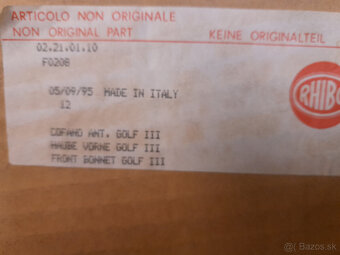 ARTICOLO NON ORIGINALE
NON ORIGINAL PART
KEINE ORIGINALTEIL
02.21.01.10
F0208
05/09/95 MADE IN ITALY
12
RHIB
COFANO ANT. GOLF III
HAUBE VORNE GOLF III
FRONT BONNET GOLF III
Bazos.sk